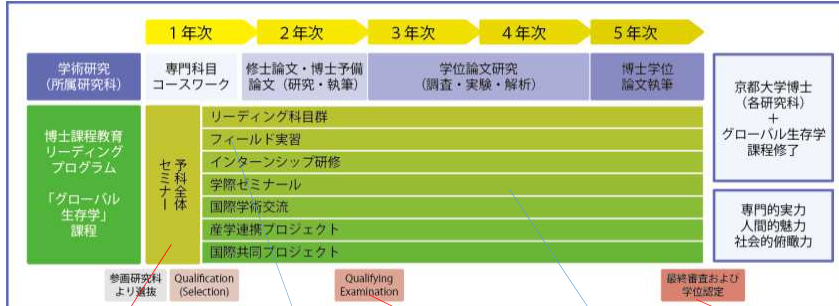 1年次
2年次
3年次
4年次
5年次
学術研究
(所属研究科)
専門科目
コースワーク
修士論文・博士予備
論文(研究・執筆)
学位論文研究
(調査・実験・解析)
博士学位
論文執筆
博士課程教育
リーディング
プログラム
「グローバル
生存学」
課程
予科全体
セミナー
リーディング科目群
フィールド実習
インターンシップ研修
学際セミナール
国際学術交流
産学連携プロジェクト
国際共同プロジェクト
京都大学博士
(各研究科)
+
グローバル生存学
課程修了
専門的実力
人間的魅力
社会的俯瞰力
参画研究科
より選抜
Qualification
(Selection)
Qualifying
Examination
最終審査および
学位認定